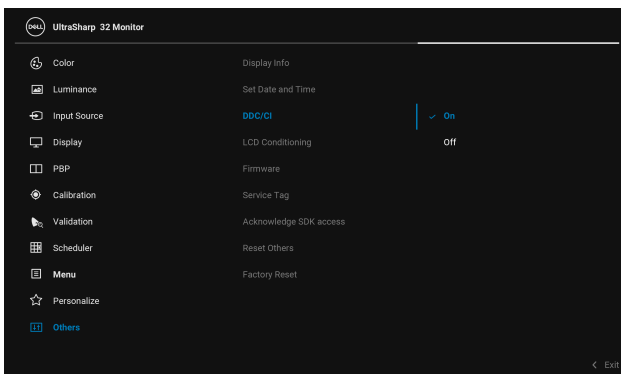 DELL UltraSharp 32 Monitor
Color Display Info
Luminance Set Date and Time
Input Source DDC/CI On
Display LCD Conditioning Off
PBP Firmware
Calibration Service Tag
Validation Acknowledge SDK access
Scheduler Reset Others
Menu Factory Reset
Personalize
Others
Exit